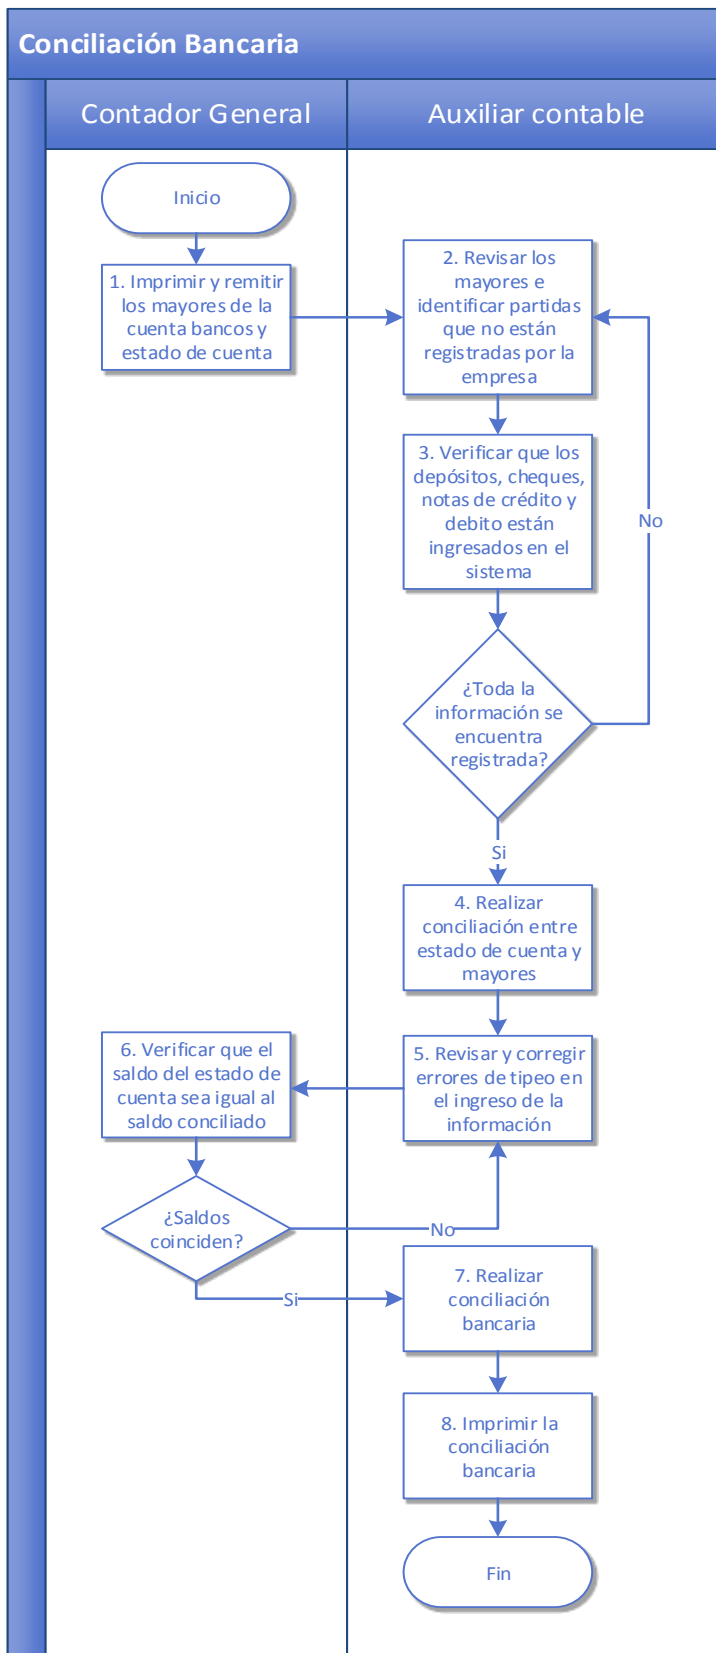 Conciliación Bancaria
Contador General
Auxiliar contable
Inicio
1. Imprimir y remitir
los mayores de la
cuenta bancos y
estado de cuenta
2. Revisar los
mayores e
identificar partidas
que no están
registradas por la
empresa
3. Verificar que los
depósitos, cheques,
notas de crédito y
debito están
ingresados en el
sistema
No
¿Toda la
información se
encuentra
registrada?
Si
4. Realizar
conciliación entre
estado de cuenta y
mayores
5. Revisar y corregir
errores de tipeo en
el ingreso de la
información
6. Verificar que el
saldo del estado de
cuenta sea igual al
saldo conciliado
¿Saldos
coinciden?
No
Si
7. Realizar
conciliación
bancaria
8. Imprimir la
conciliación
bancaria
Fin